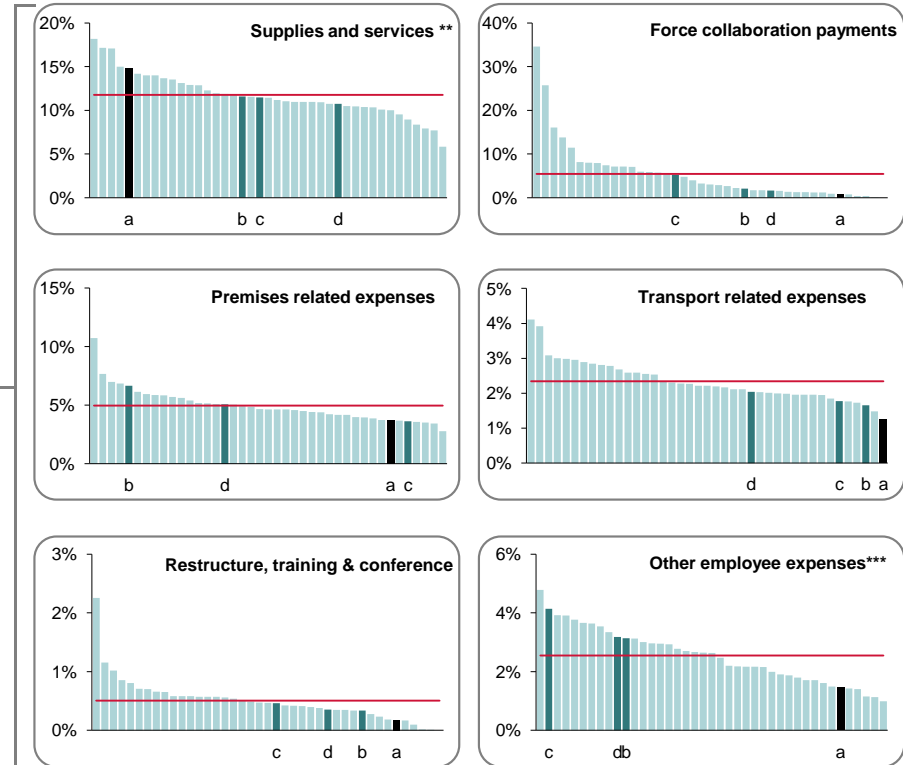 Supplies and services **
20%
15%
10%
5%
0%
a b c d
Force collaboration payments
40%
30%
20%
10%
0%
c b d a
Premises related expenses
15%
10%
5%
0%
b d a c
Transport related expenses
5%
4%
3%
2%
1%
0%
d c b a
Restructure, training & conference
3%
2%
1%
0%
c d b a
Other employee expenses***
6%
4%
2%
0%
c db a